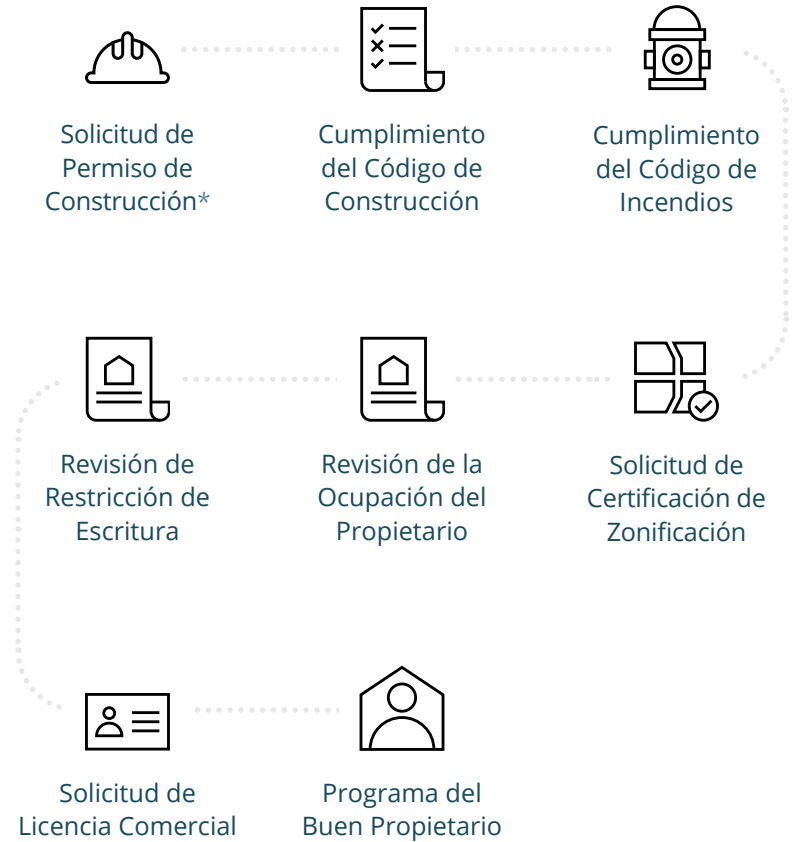 Solicitud de
Permiso de
Construcción*
Cumplimiento
del Código de
Construcción
Cumplimiento
del Código de
Incendios
Revisión de
Restricción de
Escritura
Revisión de la
Ocupación del
Propietario
Solicitud de
Certificación de
Zonificación
Solicitud de
Licencia Comercial
Programa del
Buen Propietario